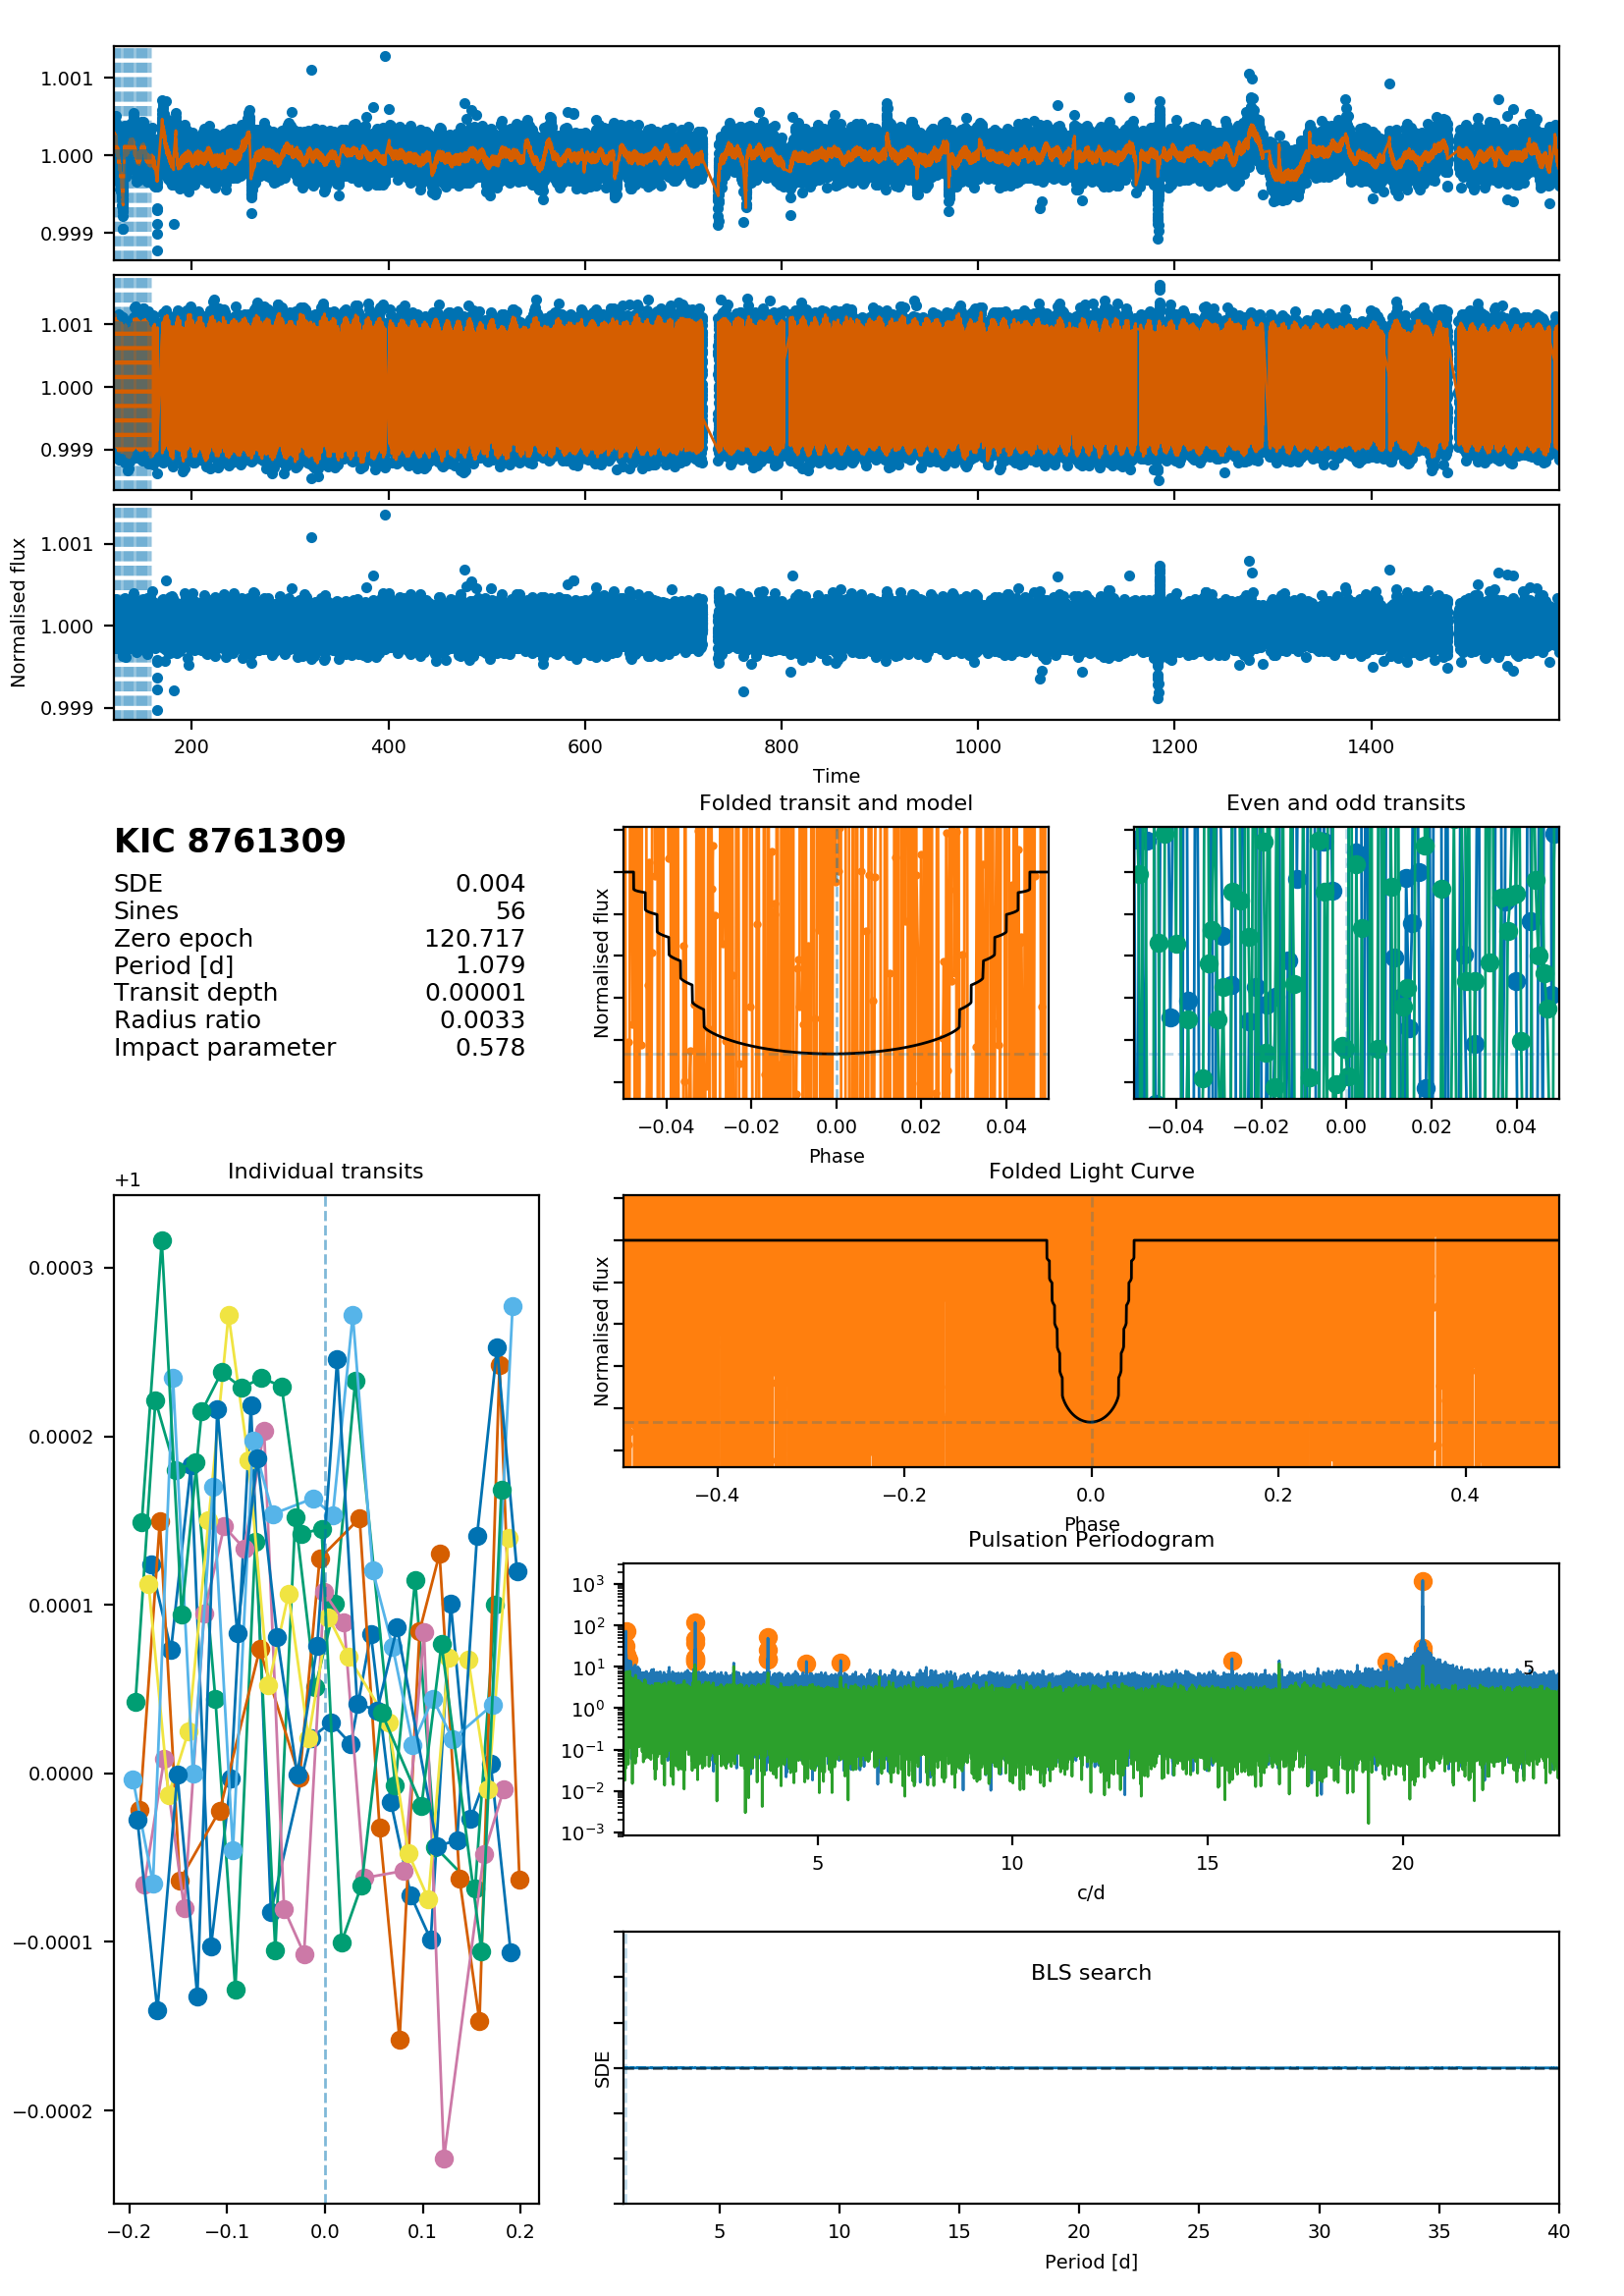 1.001
1.000
0.999
1.001
1.000
0.999
1.001
1.000
0.999
Normalised flux
200 400 600 800 1000 1200 1400
Time
KIC 8761309
SDE 0.004
Sines 56
Zero epoch 120.717
Period [d] 1.079
Transit depth 0.00001
Radius ratio 0.0033
Impact parameter 0.578
Folded transit and model
Normalised flux
−0.04 −0.02 0.00 0.02 0.04
Phase
Even and odd transits
−0.04 −0.02 0.00 0.02 0.04
Individual transits
+1
0.0003
0.0002
0.0001
0.0000
−0.0001
−0.0002
−0.2 −0.1 0.0 0.1 0.2
Folded Light Curve
Normalised flux
−0.4 −0.2 0.0 0.2 0.4
Phase
Pulsation Periodogram
10³
10²
10¹
10⁰
10⁻¹
10⁻²
10⁻³
5
5 10 15 20
c/d
BLS search
SDE
5 10 15 20 25 30 35 40
Period [d]